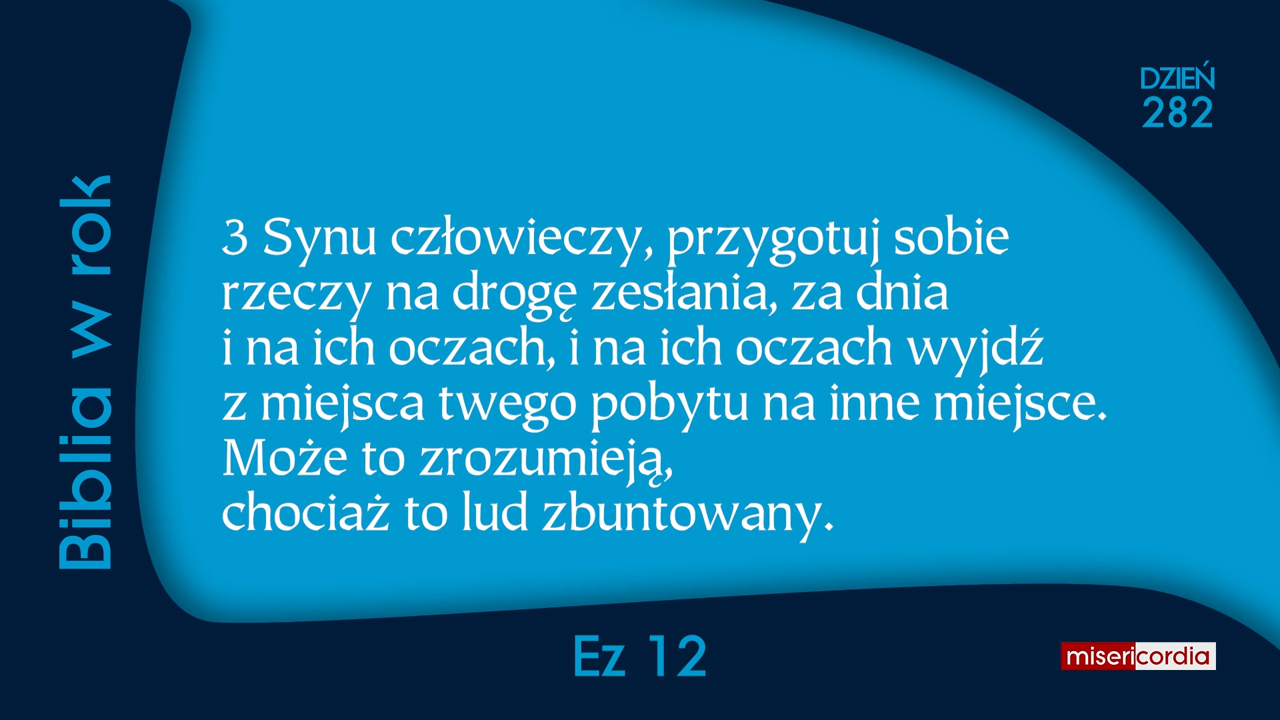 DZIEŃ
282
Biblia w rok
3 Synu człowieczy, przygotuj sobie
rzeczy na drogę zesłania, za dnia
i na ich oczach, i na ich oczach wyjdź
z miejsca twego pobytu na inne miejsce.
Może to zrozumieją,
chociaż to lud zbuntowany.
Ez 12
misericordia